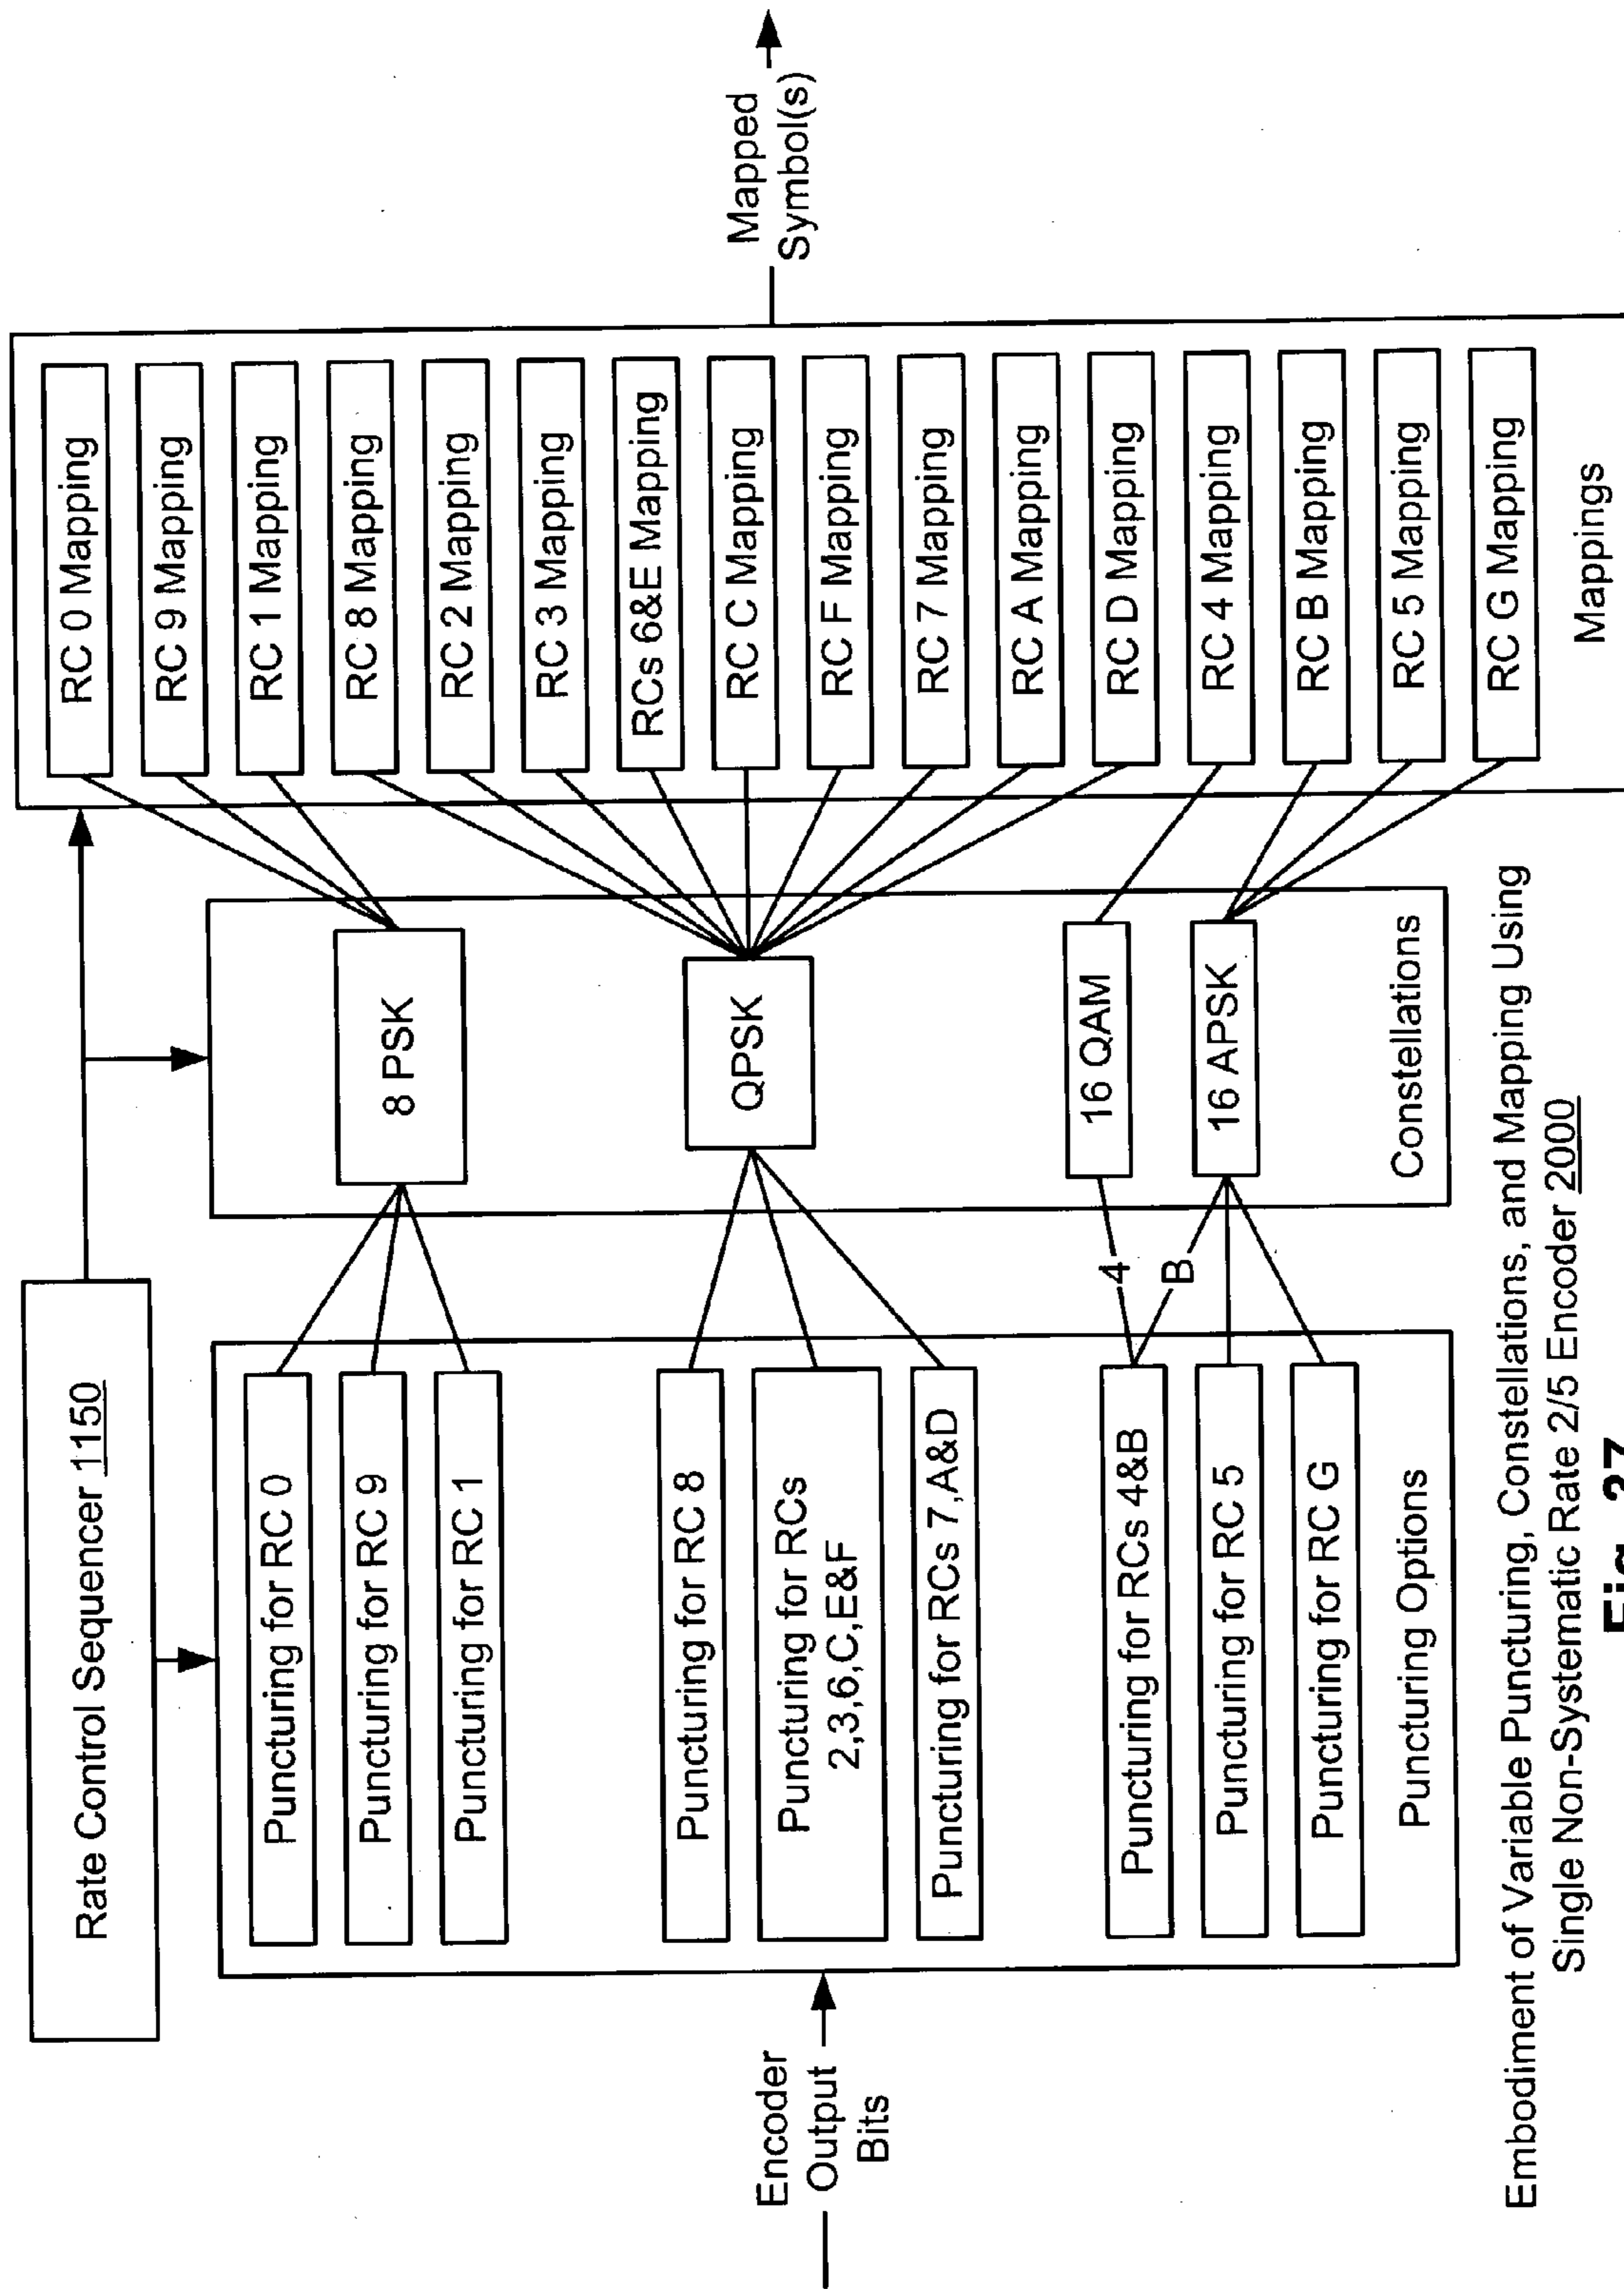 Rate Control Sequencer 1150
Encoder
Output
Bits
Puncturing for RC 0
Puncturing for RC 9
Puncturing for RC 1
Puncturing for RC 8
Puncturing for RCs
2,3,6,C,E&F
Puncturing for RCs 7,A&D
Puncturing for RCs 4&B
Puncturing for RC 5
Puncturing for RC G
Puncturing Options
4
B
8 PSK
QPSK
16 QAM
16 APSK
Constellations
RC 0 Mapping
RC 9 Mapping
RC 1 Mapping
RC 8 Mapping
RC 2 Mapping
RC 3 Mapping
RCs 6&E Mapping
RC C Mapping
RC F Mapping
RC 7 Mapping
RC A Mapping
RC D Mapping
RC 4 Mapping
RC B Mapping
RC 5 Mapping
RC G Mapping
Mappings
Mapped
Symbol(s)
Embodiment of Variable Puncturing, Constellations, and Mapping Using
Single Non-Systematic Rate 2/5 Encoder 2000
Fig. 27